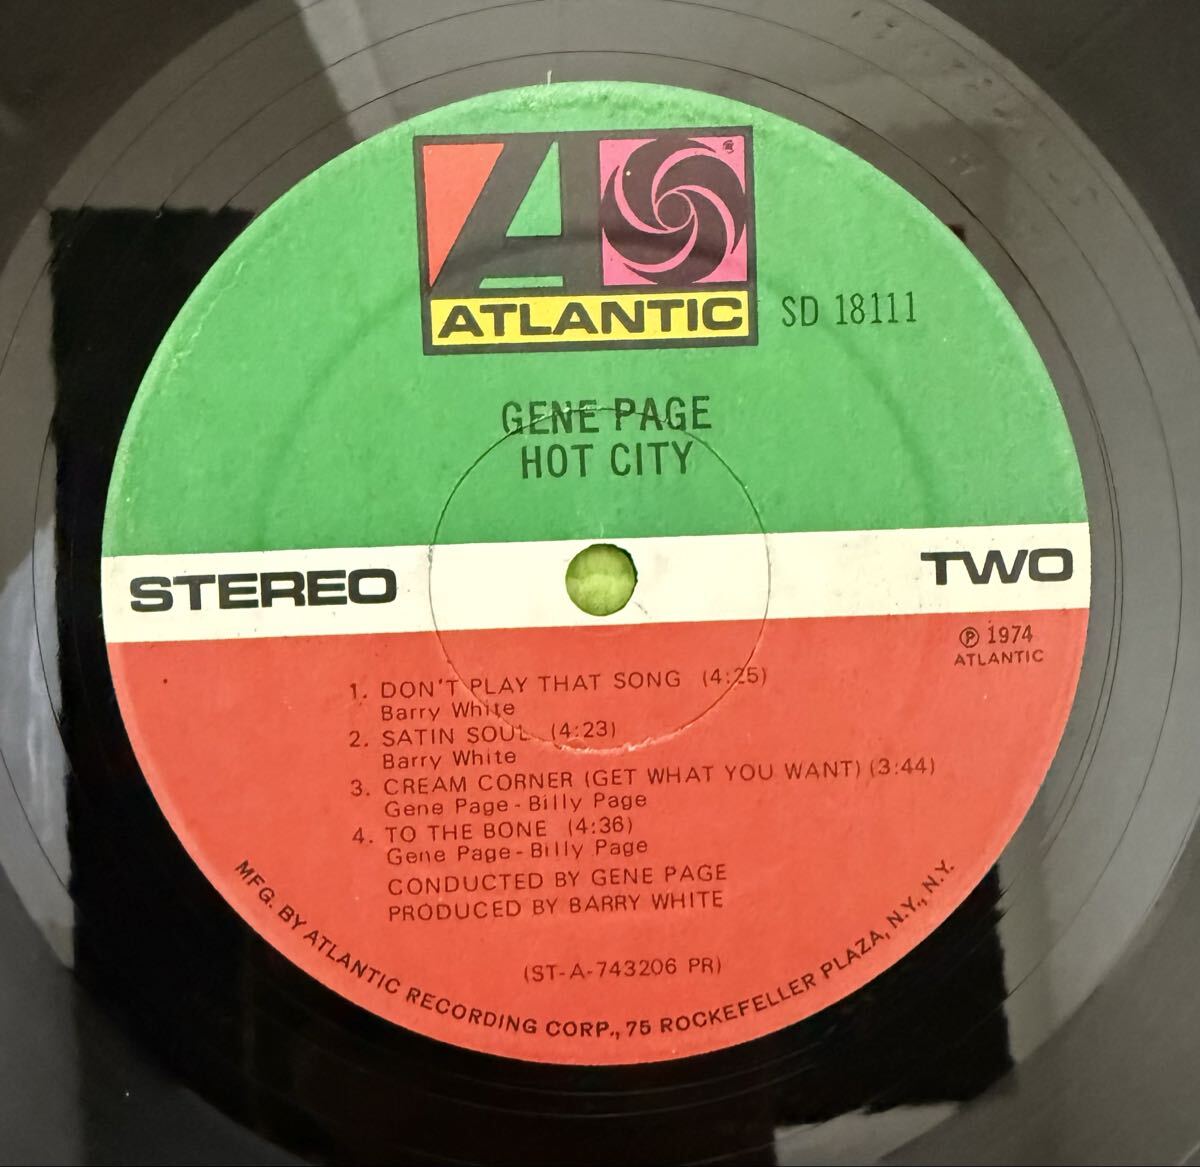 ATLANTIC
SD 18111
GENE PAGE
HOT CITY
STEREO
TWO
Ⓟ 1974
ATLANTIC
1. DON'T PLAY THAT SONG (4:25)
Barry White
2. SATIN SOUL (4:23)
Barry White
3. CREAM CORNER (GET WHAT YOU WANT) (3:44)
Gene Page - Billy Page
4. TO THE BONE (4:36)
Gene Page - Billy Page
CONDUCTED BY GENE PAGE
PRODUCED BY BARRY WHITE
(ST-A-743206 PR)
MFG. BY ATLANTIC RECORDING CORP., 75 ROCKEFELLER PLAZA, N.Y., N.Y.